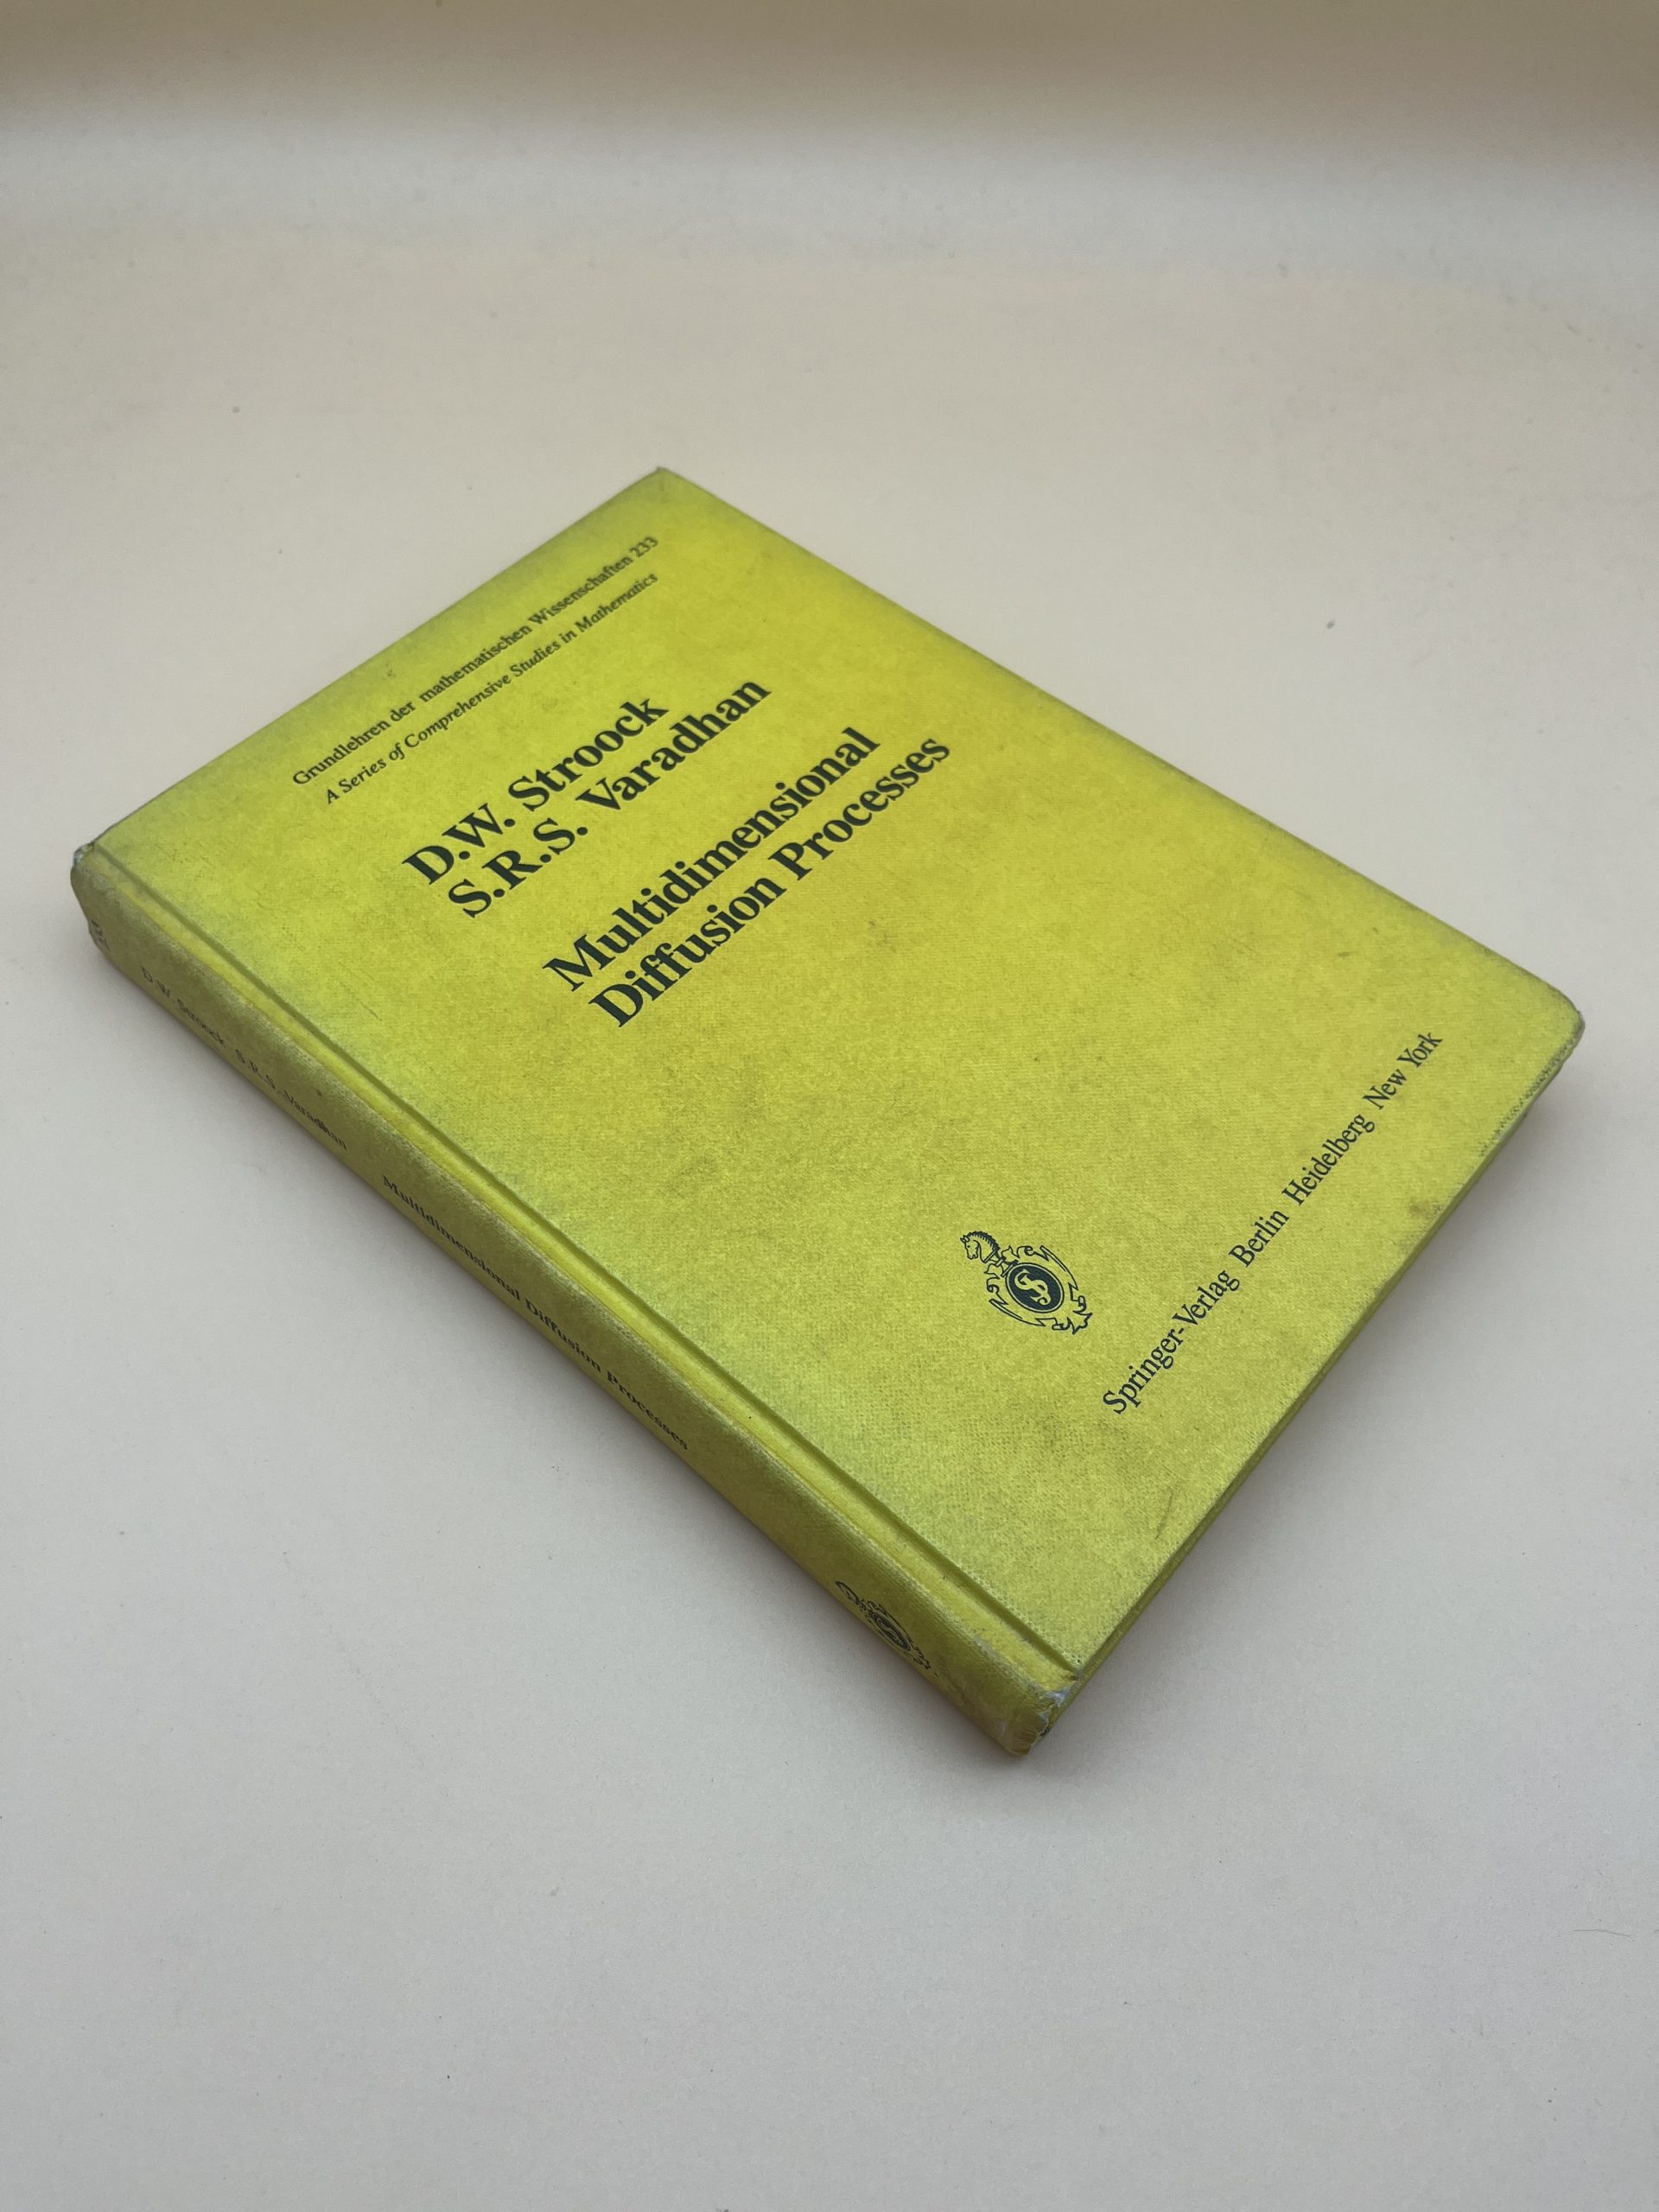 Grundlehren der mathematischen Wissenschaften 233
A Series of Comprehensive Studies in Mathematics
D.W. Stroock
S.R.S. Varadhan
Multidimensional
Diffusion Processes
Springer-Verlag Berlin Heidelberg New York
D.W. Stroock S.R.S. Varadhan
Multidimensional Diffusion Processes